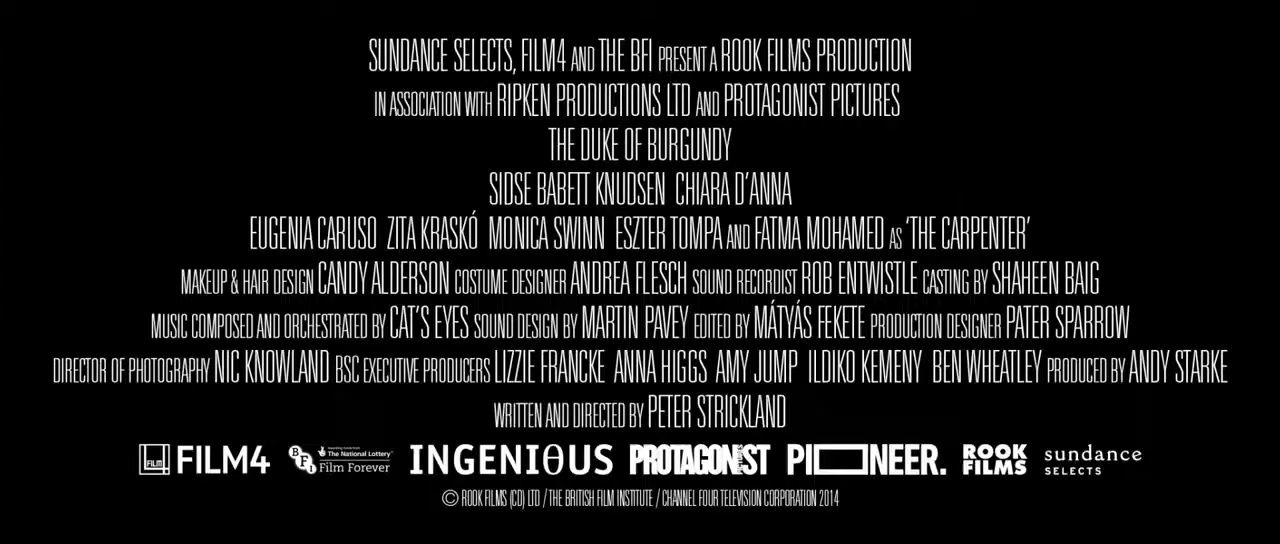 SUNDANCE SELECTS, FILM4 AND THE BFI PRESENT A ROOK FILMS PRODUCTION
IN ASSOCIATION WITH RIPKEN PRODUCTIONS LTD AND PROTAGONIST PICTURES
THE DUKE OF BURGUNDY
SIDSE BABETT KNUDSEN CHIARA D'ANNA
EUGENIA CARUSO ZITA KRASKÓ MONICA SWINN ESZTER TOMPA AND FATMA MOHAMED AS 'THE CARPENTER'
MAKEUP & HAIR DESIGN CANDY ALDERSON COSTUME DESIGNER ANDREA FLESCH SOUND RECORDIST ROB ENTWISTLE CASTING BY SHAHEEN BAIG
MUSIC COMPOSED AND ORCHESTRATED BY CAT'S EYES SOUND DESIGN BY MARTIN PAVEY EDITED BY MÁTYÁS FEKETE PRODUCTION DESIGNER PATER SPARROW
DIRECTOR OF PHOTOGRAPHY NIC KNOWLAND BSC EXECUTIVE PRODUCERS LIZZIE FRANCKE ANNA HIGGS AMY JUMP ILDIKO KEMENY BEN WHEATLEY PRODUCED BY ANDY STARKE
WRITTEN AND DIRECTED BY PETER STRICKLAND
FILM FILM4 BFI Awarding funds from The National Lottery Film Forever INGENIOUS PROTAGONIST PICTURES PIONEER. ROOK FILMS sundance SELECTS
© ROOK FILMS (CD) LTD / THE BRITISH FILM INSTITUTE / CHANNEL FOUR TELEVISION CORPORATION 2014